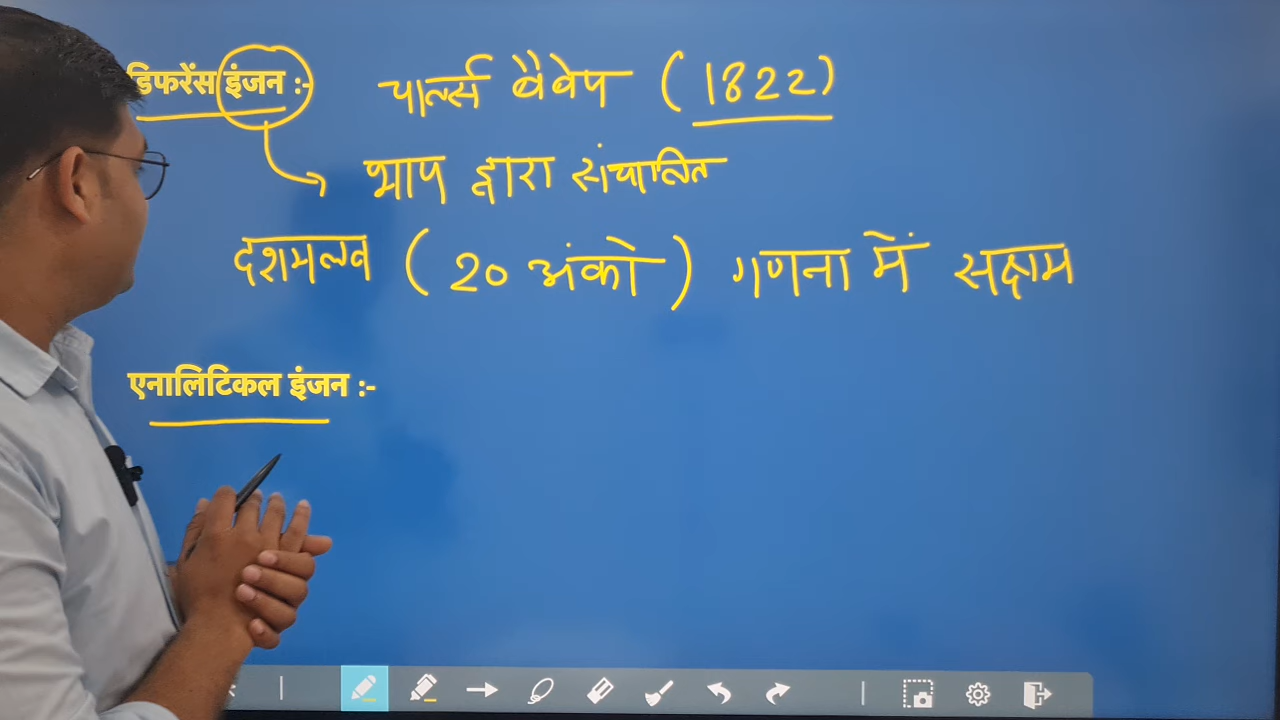 डिफरेंस इंजन :- चार्ल्स बैवेप (1822)
भाप द्वारा संचालित
दशमलव (20 अंको) गणना में सक्षम
एनालिटिकल इंजन :-